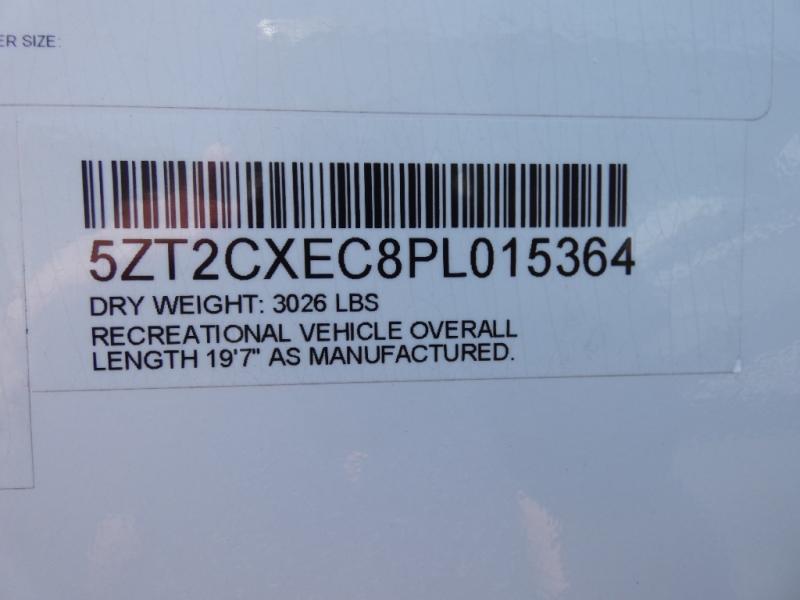 ER SIZE:
5ZT2CXEC8PL015364
DRY WEIGHT: 3026 LBS
RECREATIONAL VEHICLE OVERALL
LENGTH 19'7" AS MANUFACTURED.